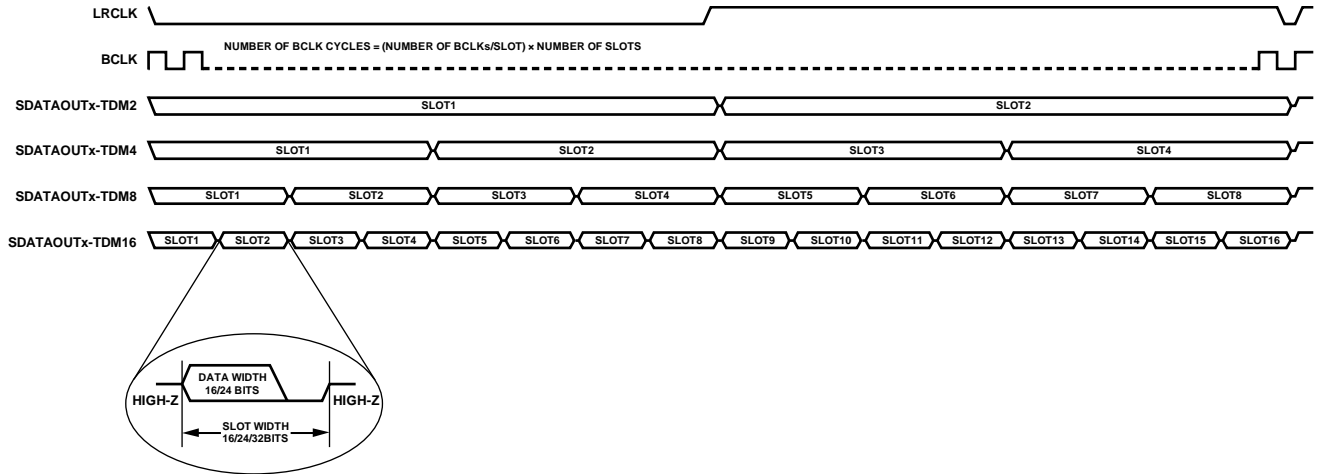 LRCLK
NUMBER OF BCLK CYCLES = (NUMBER OF BCLKs/SLOT) × NUMBER OF SLOTS
BCLK
SDATAOUTx-TDM2 SLOT1 SLOT2
SDATAOUTx-TDM4 SLOT1 SLOT2 SLOT3 SLOT4
SDATAOUTx-TDM8 SLOT1 SLOT2 SLOT3 SLOT4 SLOT5 SLOT6 SLOT7 SLOT8
SDATAOUTx-TDM16 SLOT1 SLOT2 SLOT3 SLOT4 SLOT5 SLOT6 SLOT7 SLOT8 SLOT9 SLOT10 SLOT11 SLOT12 SLOT13 SLOT14 SLOT15 SLOT16
DATA WIDTH
16/24 BITS
HIGH-Z HIGH-Z
SLOT WIDTH
16/24/32BITS